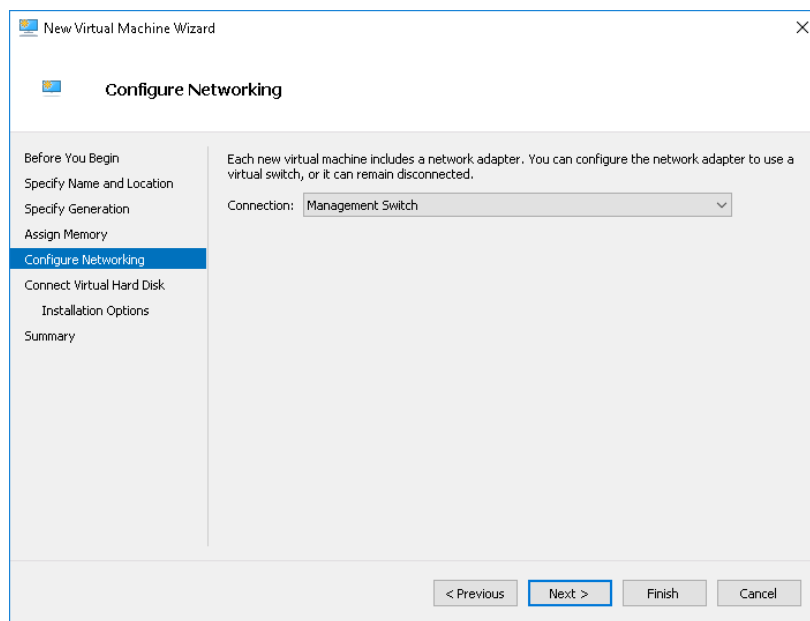 New Virtual Machine Wizard
Configure Networking
Before You Begin
Specify Name and Location
Specify Generation
Assign Memory
Configure Networking
Connect Virtual Hard Disk
Installation Options
Summary
Each new virtual machine includes a network adapter. You can configure the network adapter to use a
virtual switch, or it can remain disconnected.
Connection: Management Switch
< Previous Next > Finish Cancel